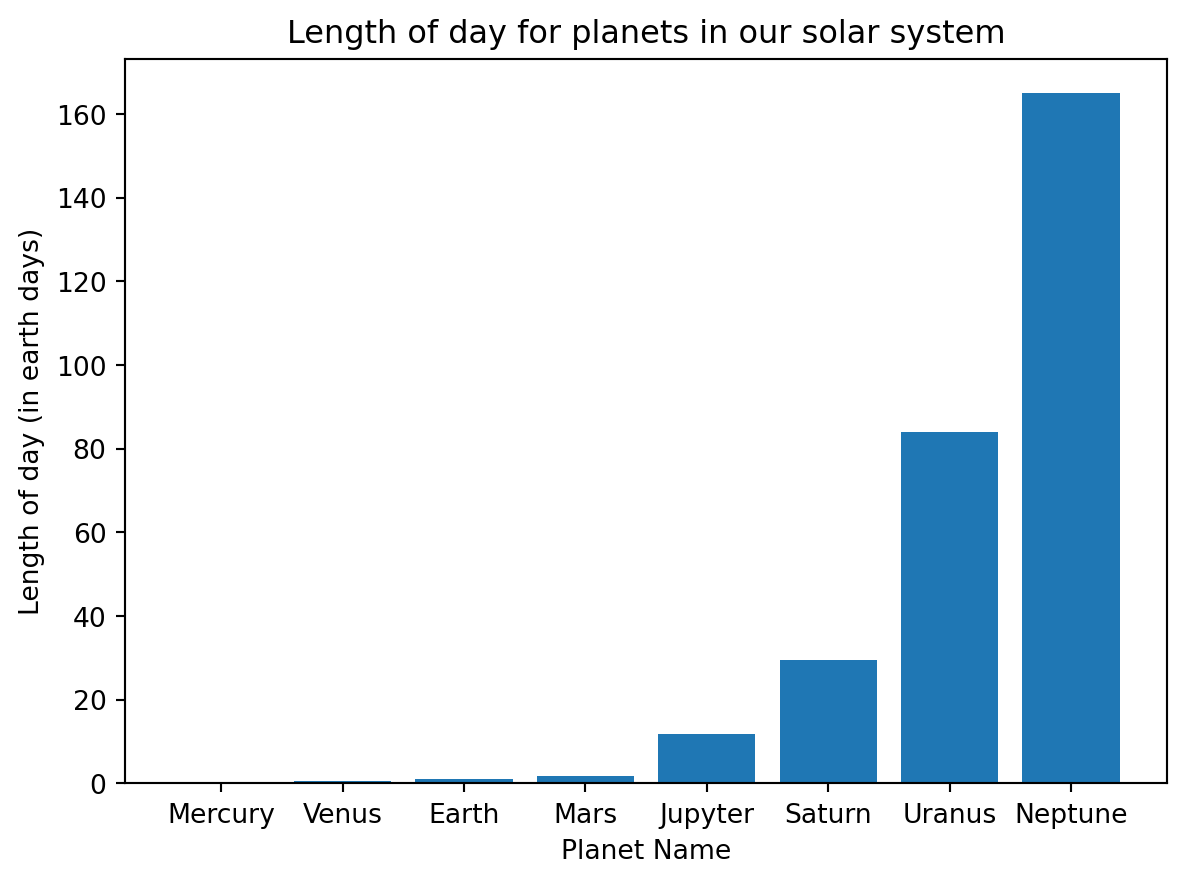 Length of day for planets in our solar system
Length of day (in earth days)
160
140
120
100
80
60
40
20
0
Mercury Venus Earth Mars Jupyter Saturn Uranus Neptune
Planet Name